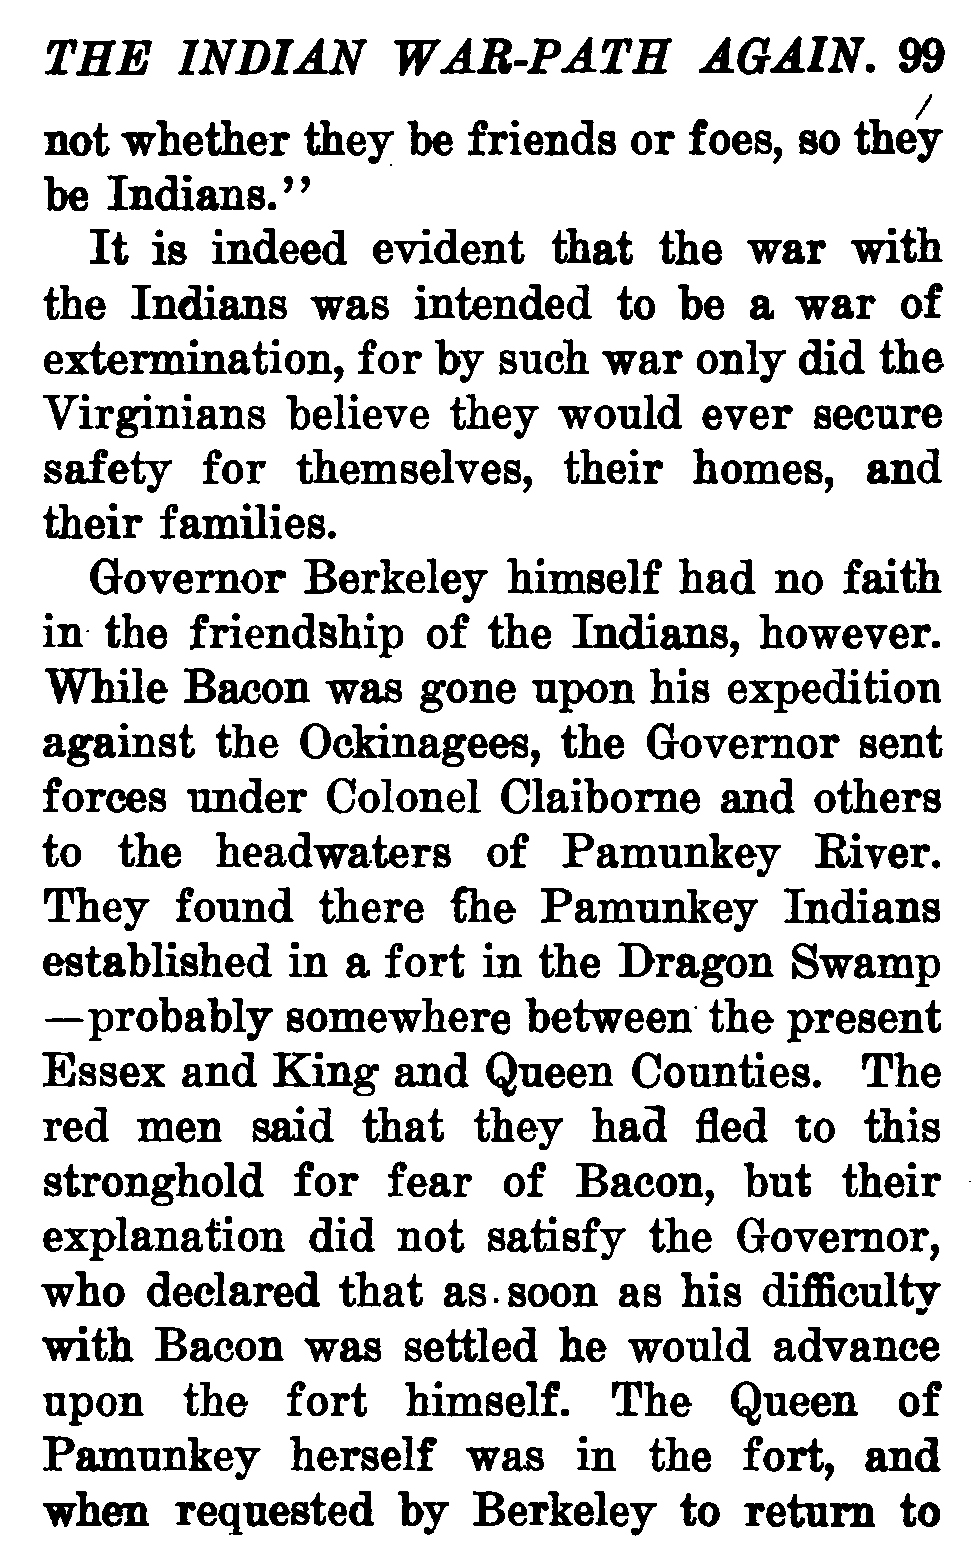 THE INDIAN WAR-PATH AGAIN. 99
not whether they be friends or foes, so they
be Indians.”
It is indeed evident that the war with
the Indians was intended to be a war of
extermination, for by such war only did the
Virginians believe they would ever secure
safety for themselves, their homes, and
their families.
Governor Berkeley himself had no faith
in the friendship of the Indians, however.
While Bacon was gone upon his expedition
against the Ockinagees, the Governor sent
forces under Colonel Claiborne and others
to the headwaters of Pamunkey River.
They found there the Pamunkey Indians
established in a fort in the Dragon Swamp
—probably somewhere between the present
Essex and King and Queen Counties. The
red men said that they had fled to this
stronghold for fear of Bacon, but their
explanation did not satisfy the Governor,
who declared that as soon as his difficulty
with Bacon was settled he would advance
upon the fort himself. The Queen of
Pamunkey herself was in the fort, and
when requested by Berkeley to return to